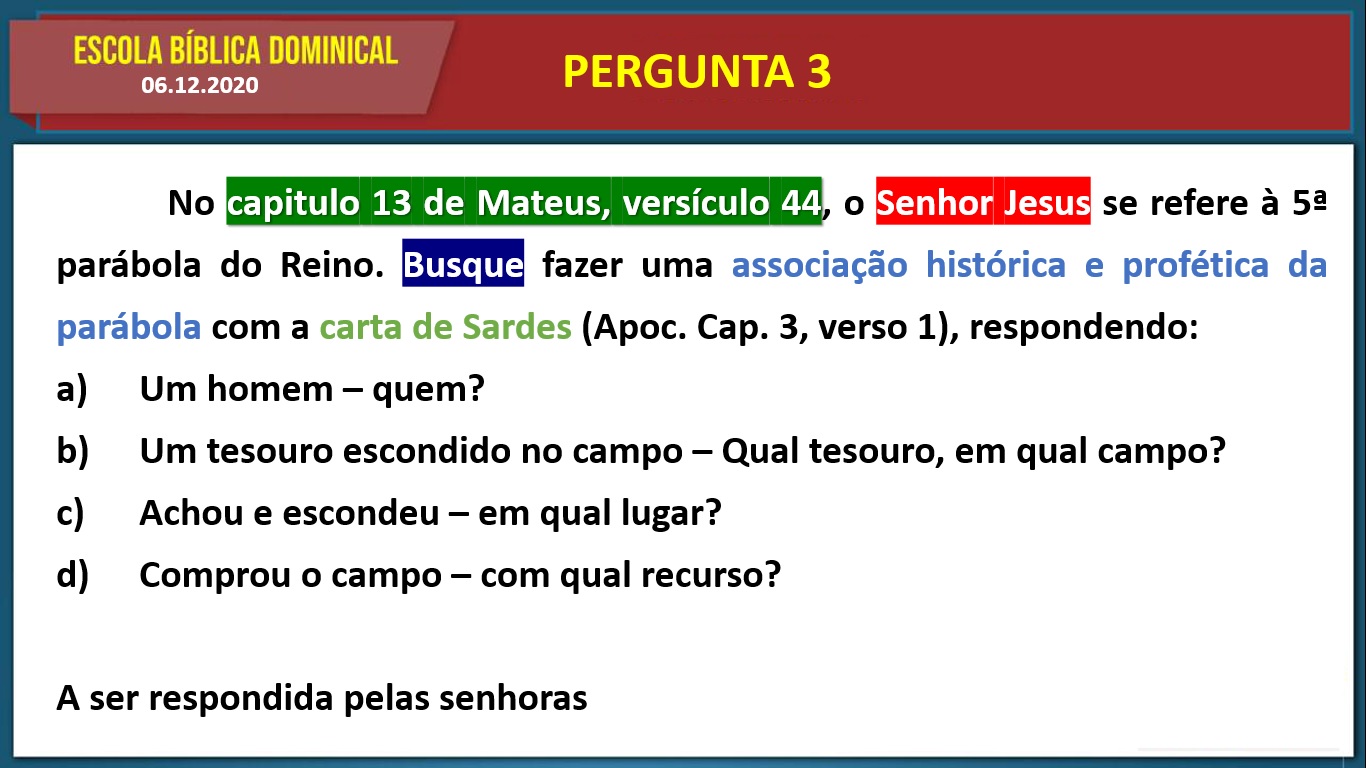 ESCOLA BÍBLICA DOMINICAL
06.12.2020
PERGUNTA 3
No capitulo 13 de Mateus, versículo 44, o Senhor Jesus se refere à 5ª
parábola do Reino. Busque fazer uma associação histórica e profética da
parábola com a carta de Sardes (Apoc. Cap. 3, verso 1), respondendo:
a) Um homem – quem?
b) Um tesouro escondido no campo – Qual tesouro, em qual campo?
c) Achou e escondeu – em qual lugar?
d) Comprou o campo – com qual recurso?
A ser respondida pelas senhoras